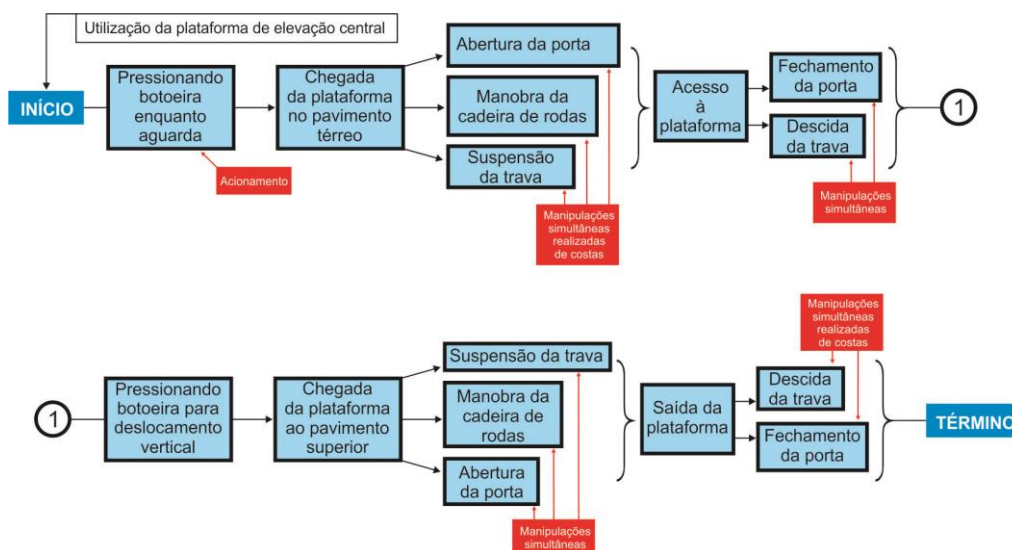 Utilização da plataforma de elevação central
INÍCIO
Pressionando
botoeira
enquanto
aguarda
Acionamento
Chegada
da plataforma
no pavimento
térreo
Abertura da porta
Manobra da
cadeira de rodas
Suspensão
da trava
Manipulações
simultâneas
realizadas
de costas
Acesso
à
plataforma
Fechamento
da porta
Descida
da trava
Manipulações
simultâneas
1
1
Pressionando
botoeira para
deslocamento
vertical
Chegada
da plataforma
ao pavimento
superior
Suspensão da trava
Manobra da
cadeira de
rodas
Abertura
da porta
Manipulações
simultâneas
Saída da
plataforma
Manipulações
simultâneas
realizadas
de costas
Descida
da trava
Fechamento
da porta
TÉRMINO